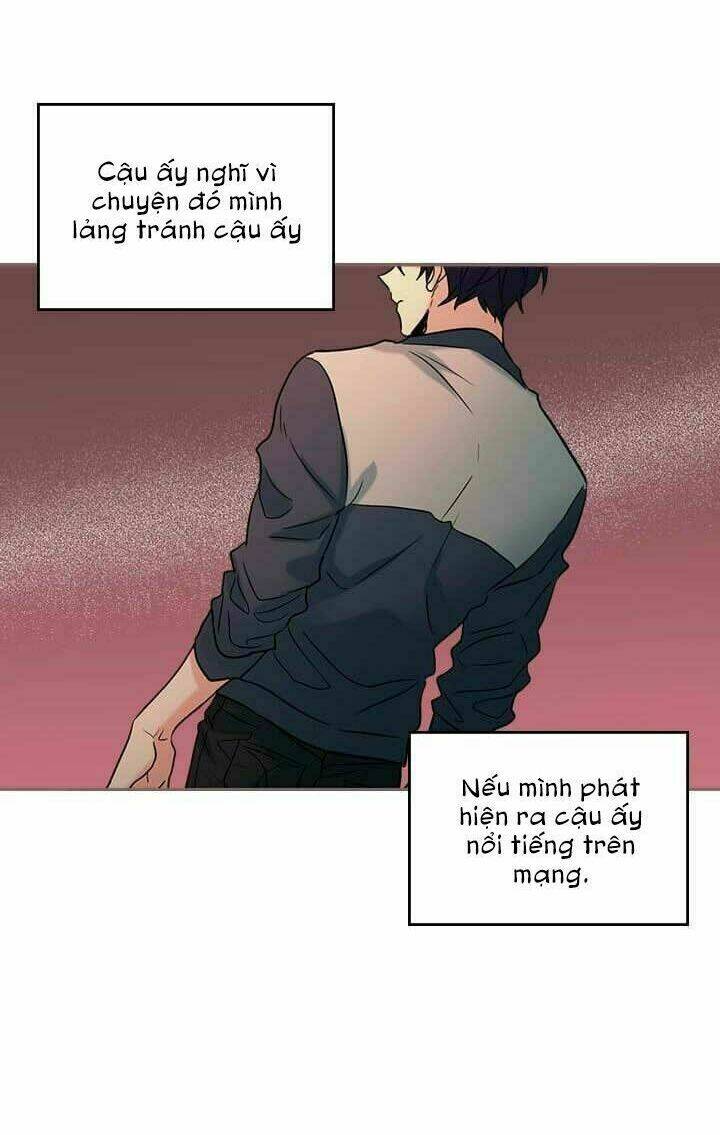 Cậu ấy nghĩ vì
chuyện đó mình
lảng tránh cậu ấy
Nếu mình phát
hiện ra cậu ấy
nổi tiếng trên
mạng.